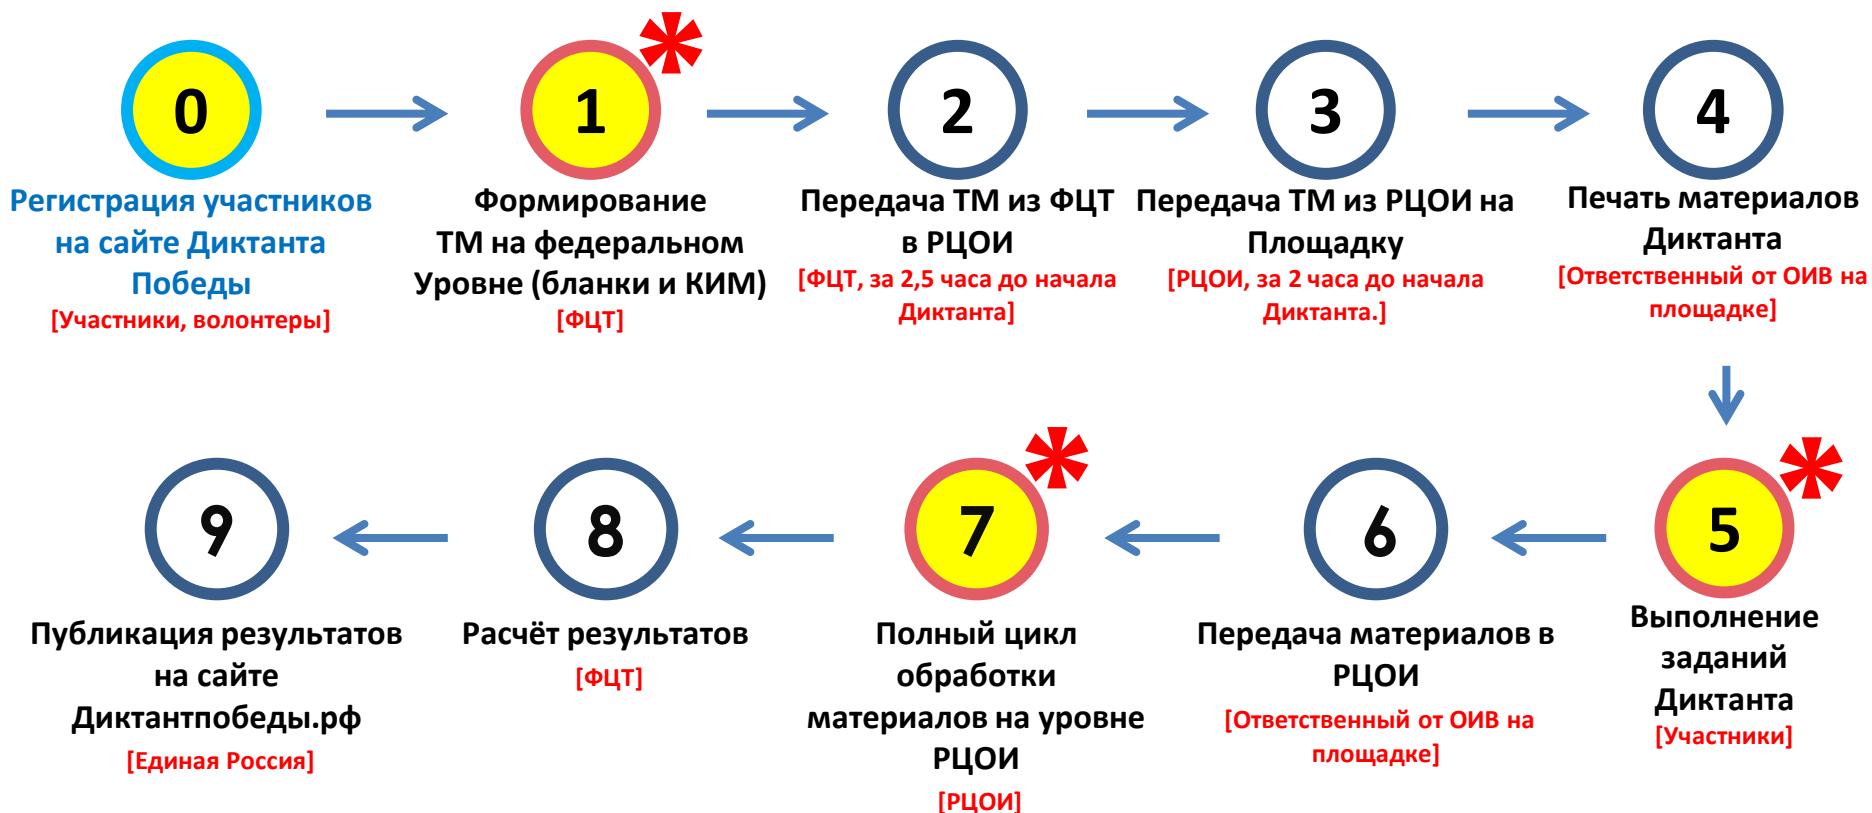 0
Регистрация участников
на сайте Диктанта
Победы
[Участники, волонтеры]
*
1
Формирование
ТМ на федеральном
Уровне (бланки и КИМ)
[ФЦТ]
2
Передача ТМ из ФЦТ
в РЦОИ
[ФЦТ, за 2,5 часа до начала
Диктанта]
3
Передача ТМ из РЦОИ на
Площадку
[РЦОИ, за 2 часа до начала
Диктанта.]
4
Печать материалов
Диктанта
[Ответственный от ОИВ на
площадке]
*
5
Выполнение
заданий
Диктанта
[Участники]
6
Передача материалов в
РЦОИ
[Ответственный от ОИВ на
площадке]
*
7
Полный цикл
обработки
материалов на уровне
РЦОИ
[РЦОИ]
8
Расчёт результатов
[ФЦТ]
9
Публикация результатов
на сайте
Диктантпобеды.рф
[Единая Россия]